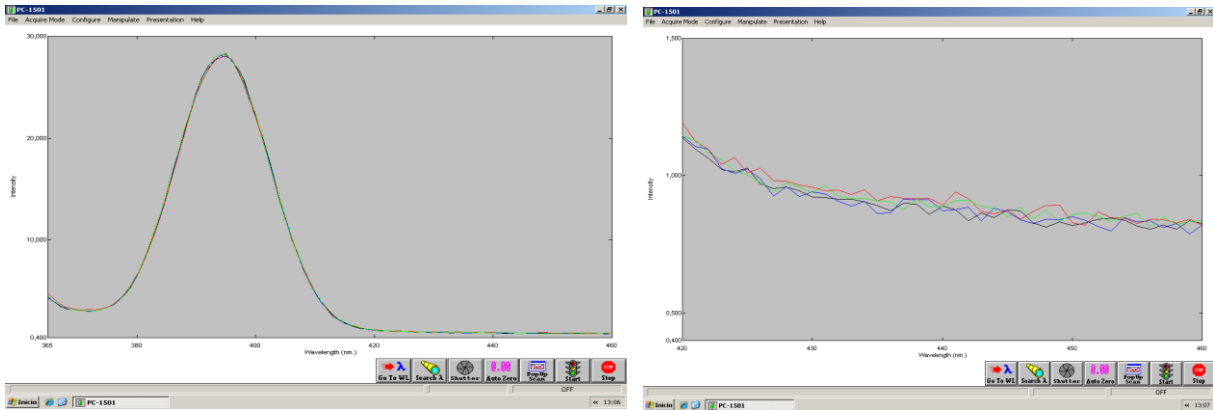 PC-1501
File Acquire Mode Configure Manipulate Presentation Help
30,000
20,000
Intensity
10,000
0,400
365 380 400 420 440 460
Wavelength (nm.)
Go To WL Search λ Shutter Auto Zero Pop Up Scan Start Stop
0.00
STOP
OFF
Inicio PC-1501 « 13:06
PC-1501
File Acquire Mode Configure Manipulate Presentation Help
1,500
1,000
Intensity
0,500
0,400
420 430 440 450 460
Wavelength (nm.)
Go To WL Search λ Shutter Auto Zero Pop Up Scan Start Stop
0.00
STOP
OFF
Inicio PC-1501 « 13:07